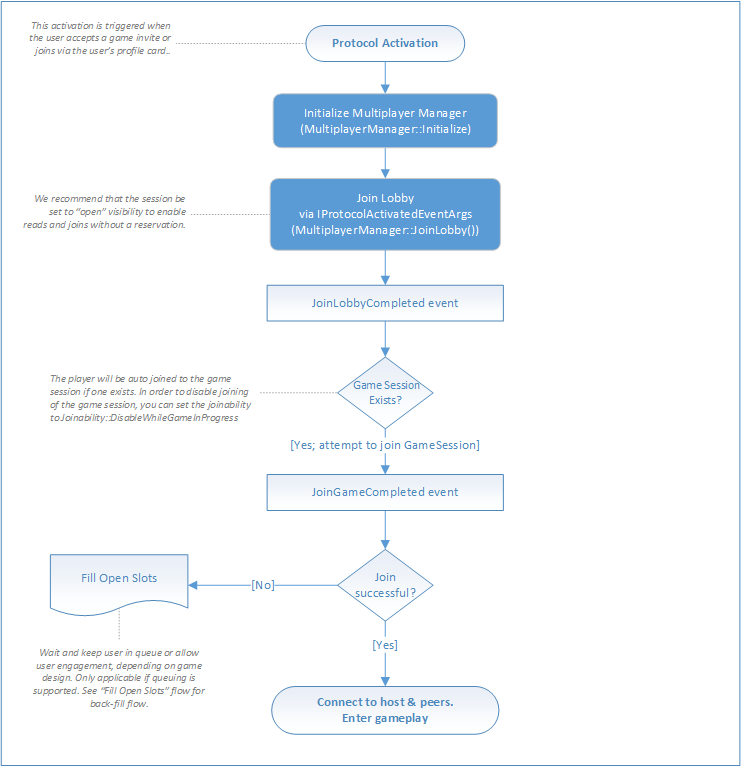 This activation is triggered when
the user accepts a game invite or
joins via the user's profile card..
Protocol Activation
Initialize Multiplayer Manager
(MultiplayerManager::Initialize)
We recommend that the session be
set to "open" visibility to enable
reads and joins without a reservation.
Join Lobby
via IProtocolActivatedEventArgs
(MultiplayerManager::JoinLobby())
JoinLobbyCompleted event
The player will be auto joined to the game
session if one exists. In order to disable joining
of the game session, you can set the joinability
to Joinability::DisableWhileGameInProgress
Game Session
Exists?
[Yes; attempt to join GameSession]
JoinGameCompleted event
Join
successful?
[No]
Fill Open Slots
Wait and keep user in queue or allow
user engagement, depending on game
design. Only applicable if queuing is
supported. See "Fill Open Slots" flow for
back-fill flow.
[Yes]
Connect to host & peers.
Enter gameplay